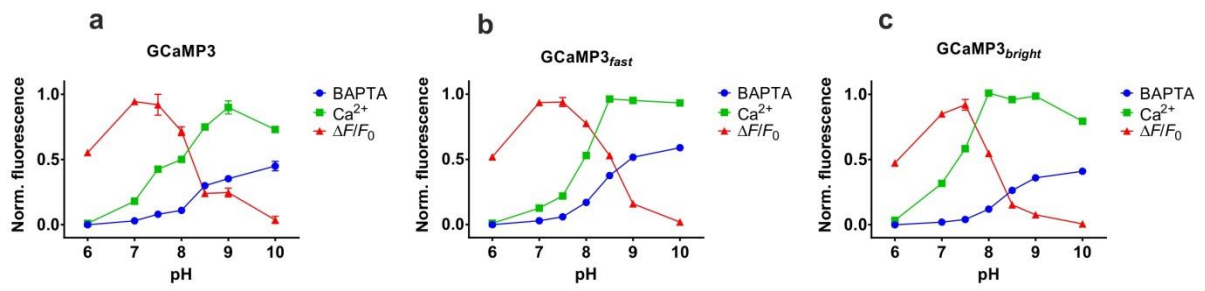 a
GCaMP3
Norm. fluorescence
1.0
0.5
0.0
6 7 8 9 10
pH
BAPTA
Ca²⁺
ΔF/F₀
b
GCaMP3fast
Norm. fluorescence
1.0
0.5
0.0
6 7 8 9 10
pH
BAPTA
Ca²⁺
ΔF/F₀
c
GCaMP3bright
Norm. fluorescence
1.0
0.5
0.0
6 7 8 9 10
pH
BAPTA
Ca²⁺
ΔF/F₀